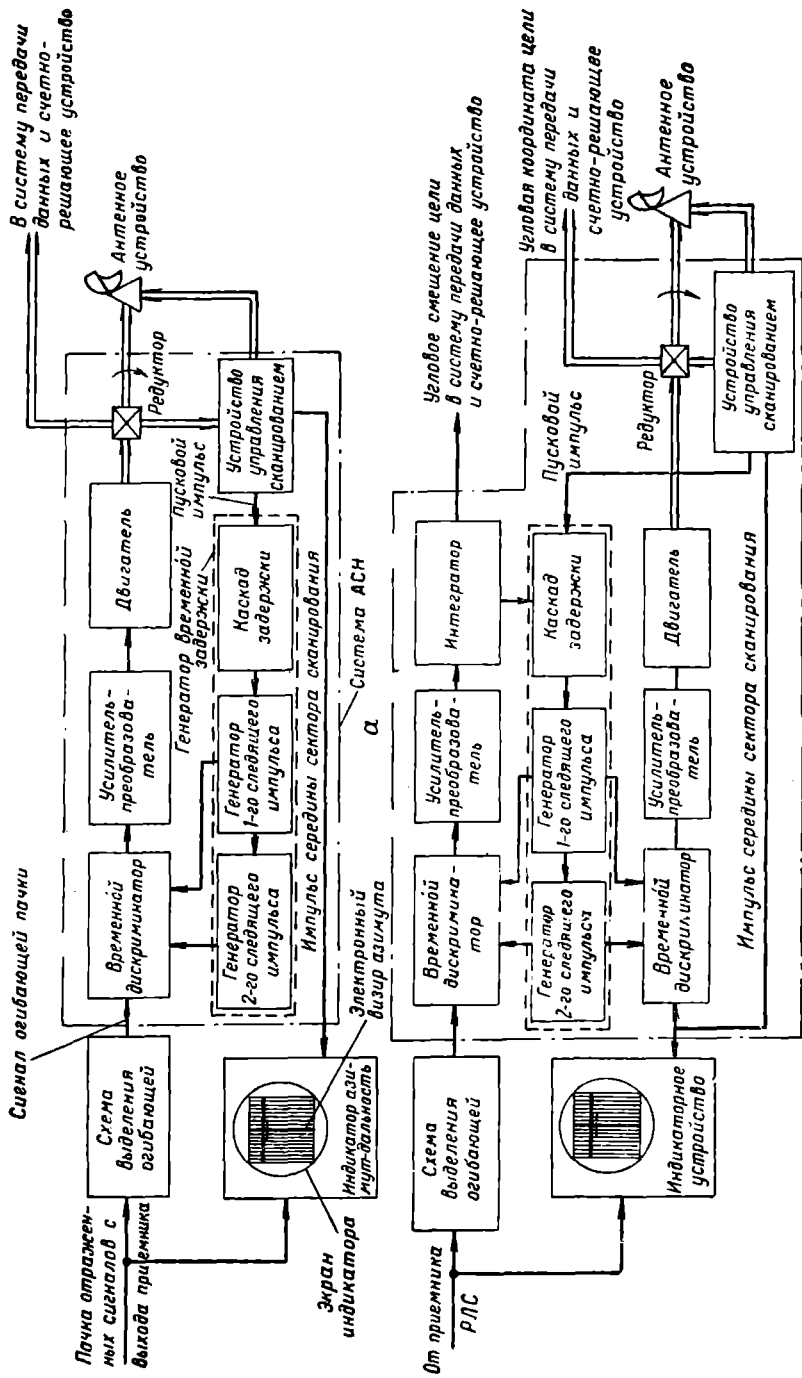 Пачка отражен-
ных сигналов с
выхода приемника
Схема
выделения
огибающей
Сигнал огибающей пачки
Временной
дискриминатор
Усилитель-
преобразова-
тель
Двигатель
Редуктор
Антенное
устройство
В систему передачи
данных и счетно-
решающее устройство
Генератор временной
задержки
Генератор
2-го следящего
импульса
Генератор
1-го следящего
импульса
Каскад
задержки
Пусковой
импульс
Устройство
управления
сканированием
Импульс середины сектора сканирования
Система АСН
Экран
индикатора
Индикатор ази-
мут-дальность
Электронный
визир азимута
а
От приемника
РЛС
Схема
выделения
огибающей
Временной
дискримина-
тор
Усилитель-
преобразова-
тель
Интегратор
Угловое смещение цели
в систему передачи данных
и счетно-решающее устройство
Генератор
2-го следящего
импульсч
Генератор
1-го следящего
импульса
Каскад
задержки
Пусковой
импульс
Угловая координата цели
в систему передачи
данных и
счетно-решающее
устройство
Индикаторное
устройство
Временной
дискриминатор
Усилитель-
преобразова-
тель
Двигатель
Редуктор
Антенное
устройство
Устройство
управления
сканированием
Импульс середины сектора сканирования